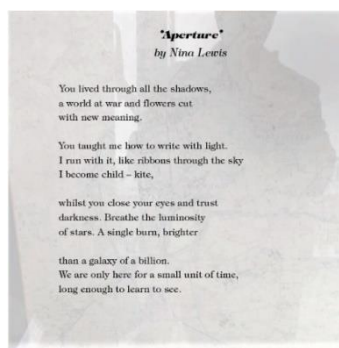 "Aperture"
by Nina Lewis
You lived through all the shadows,
a world at war and flowers cut
with new meaning.
You taught me how to write with light.
I run with it, like ribbons through the sky
I become child – kite,
whilst you close your eyes and trust
darkness. Breathe the luminosity
of stars. A single burn, brighter
than a galaxy of a billion.
We are only here for a small unit of time,
long enough to learn to see.